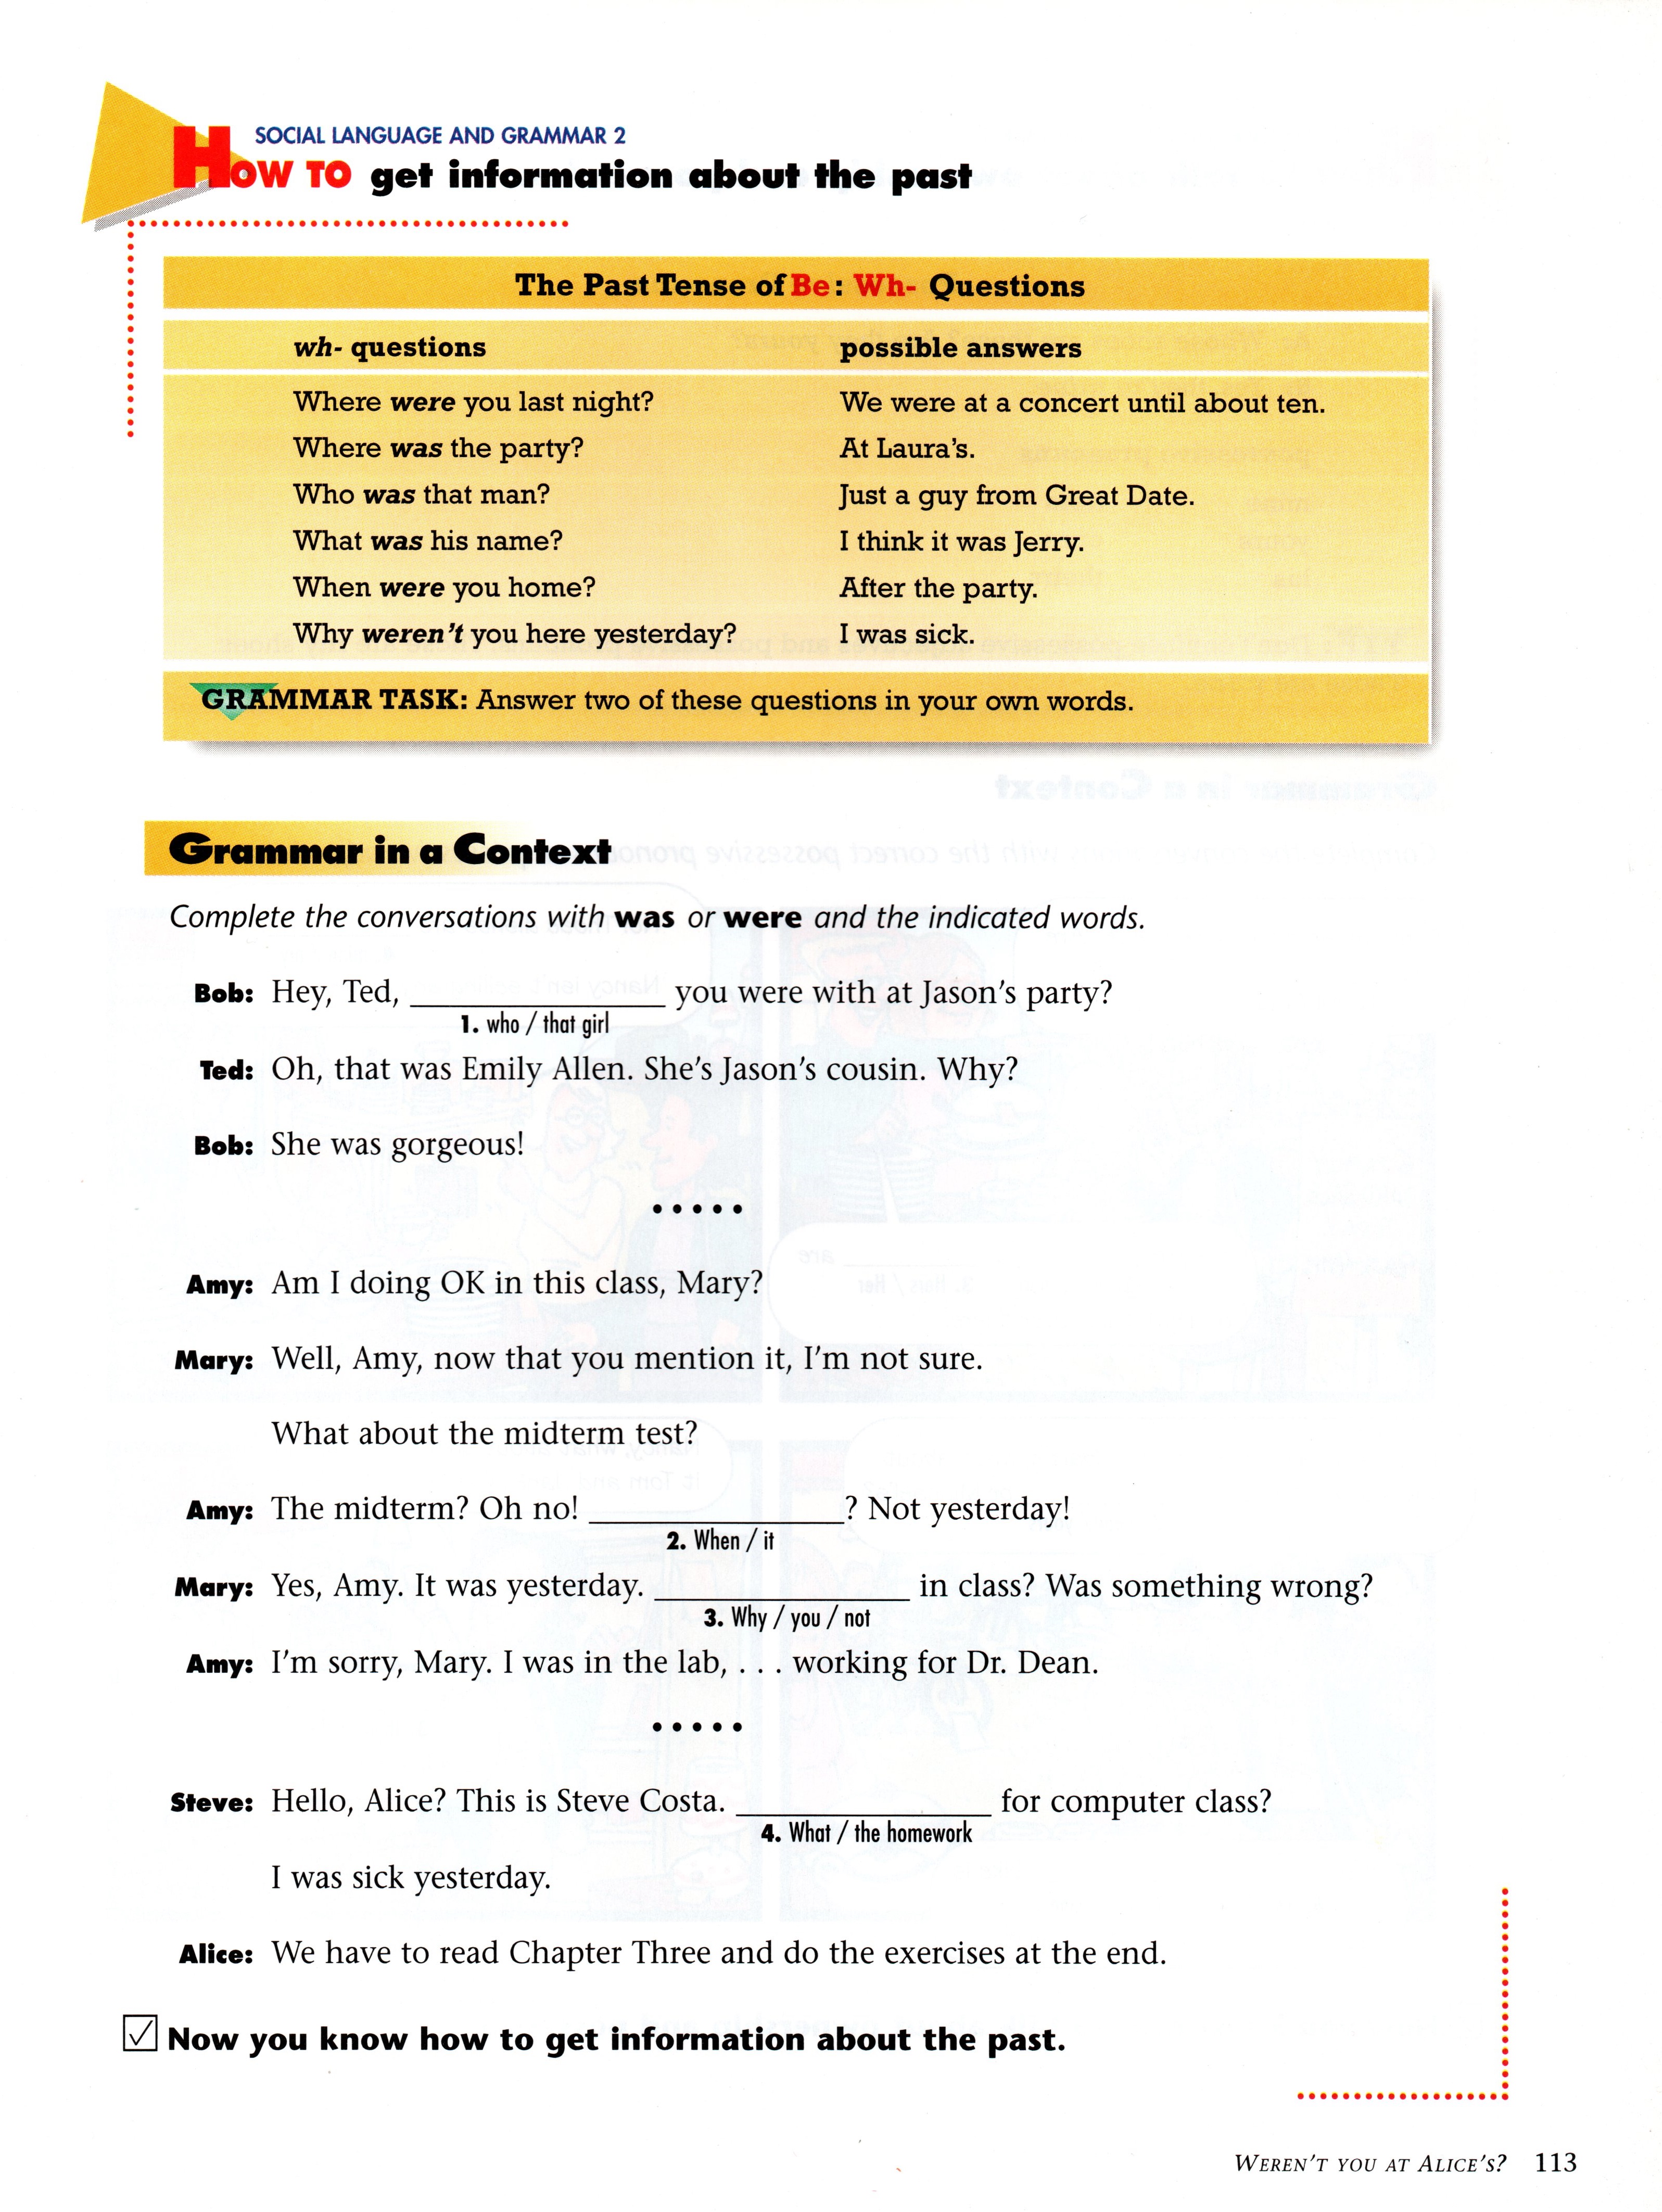 SOCIAL LANGUAGE AND GRAMMAR 2
HOW TO get information about the past
The Past Tense of Be: Wh- Questions
wh- questions possible answers
Where were you last night? We were at a concert until about ten.
Where was the party? At Laura's.
Who was that man? Just a guy from Great Date.
What was his name? I think it was Jerry.
When were you home? After the party.
Why weren't you here yesterday? I was sick.
GRAMMAR TASK: Answer two of these questions in your own words.
Grammar in a Context
Complete the conversations with was or were and the indicated words.
Bob: Hey, Ted, ____________ you were with at Jason's party?
1. who / that girl
Ted: Oh, that was Emily Allen. She's Jason's cousin. Why?
Bob: She was gorgeous!
• • • • •
Amy: Am I doing OK in this class, Mary?
Mary: Well, Amy, now that you mention it, I'm not sure.
What about the midterm test?
Amy: The midterm? Oh no! ____________? Not yesterday!
2. When / it
Mary: Yes, Amy. It was yesterday. ____________ in class? Was something wrong?
3. Why / you / not
Amy: I'm sorry, Mary. I was in the lab, . . . working for Dr. Dean.
• • • • •
Steve: Hello, Alice? This is Steve Costa. ____________ for computer class?
4. What / the homework
I was sick yesterday.
Alice: We have to read Chapter Three and do the exercises at the end.
✓ Now you know how to get information about the past.
WEREN'T YOU AT ALICE'S? 113